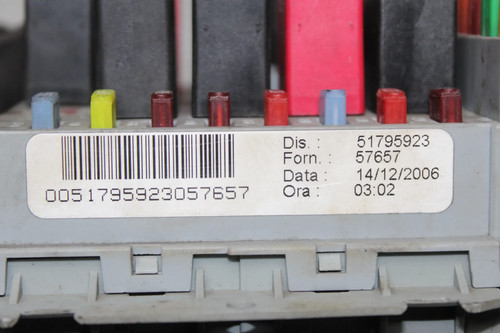 Dis. : 51795923
Forn. : 57657
Data : 14/12/2006
Ora : 03:02
0051795923057657